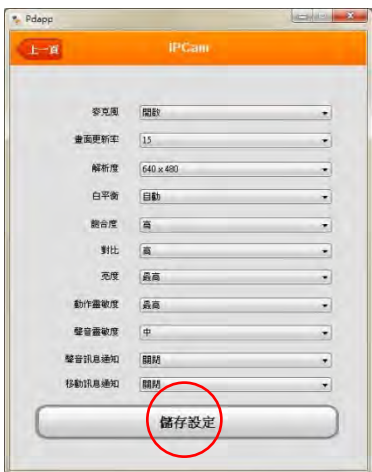 Pdapp
上一頁 IPCam
麥克風 開啟
畫面更新率 15
解析度 640 x 480
白平衡 自動
飽合度 高
對比 高
亮度 最高
動作靈敏度 最高
聲音靈敏度 中
聲音訊息通知 關閉
移動訊息通知 關閉
儲存設定